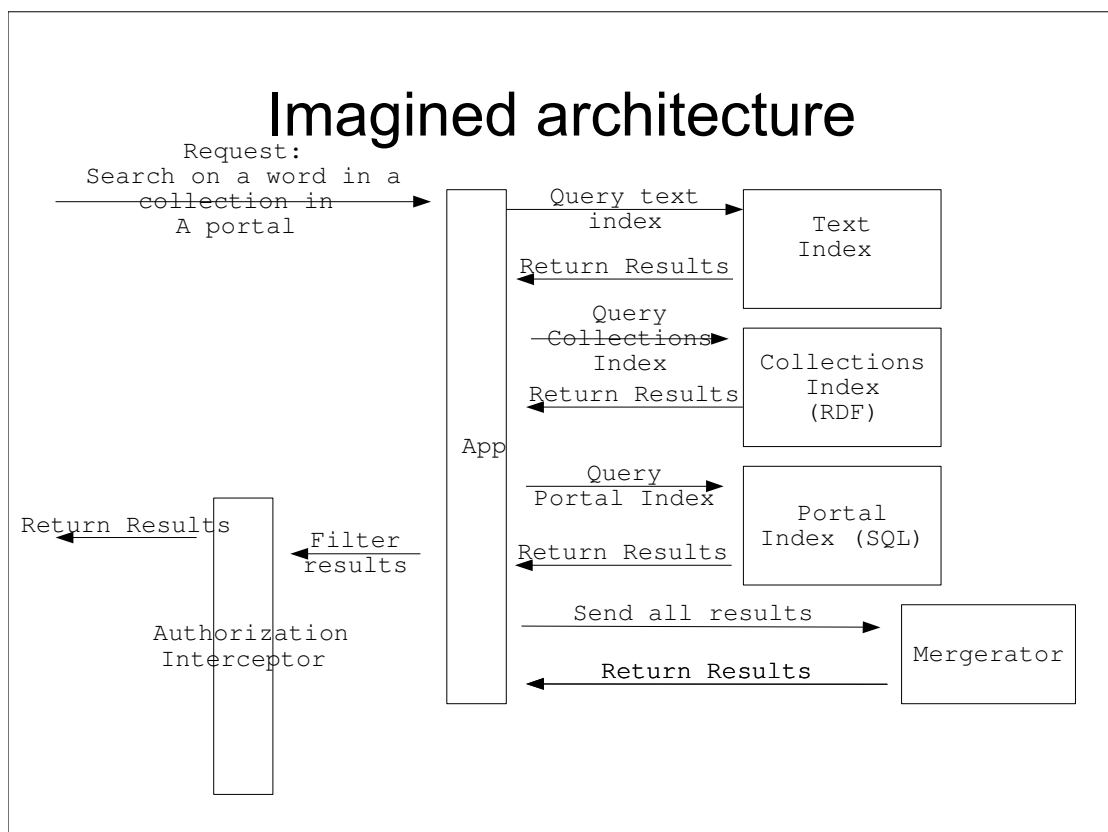 Imagined architecture
Request:
Search on a word in a
collection in
A portal
Query text
index
Text
Index
Return Results
Query
Collections
Index
Collections
Index
(RDF)
Return Results
App
Query
Portal Index
Portal
Index (SQL)
Return Results
Return Results
Filter
results
Send all results
Authorization
Interceptor
Mergerator
Return Results